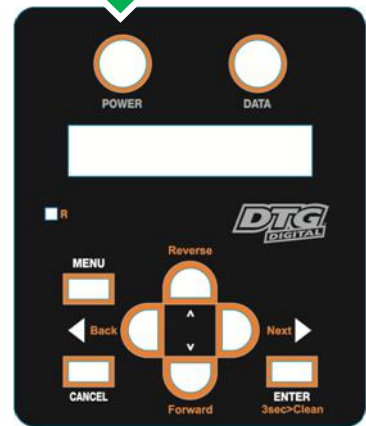 POWER DATA
R
DTG
DIGITAL
Reverse
MENU
Back Next
CANCEL
Forward
ENTER
3sec>Clean